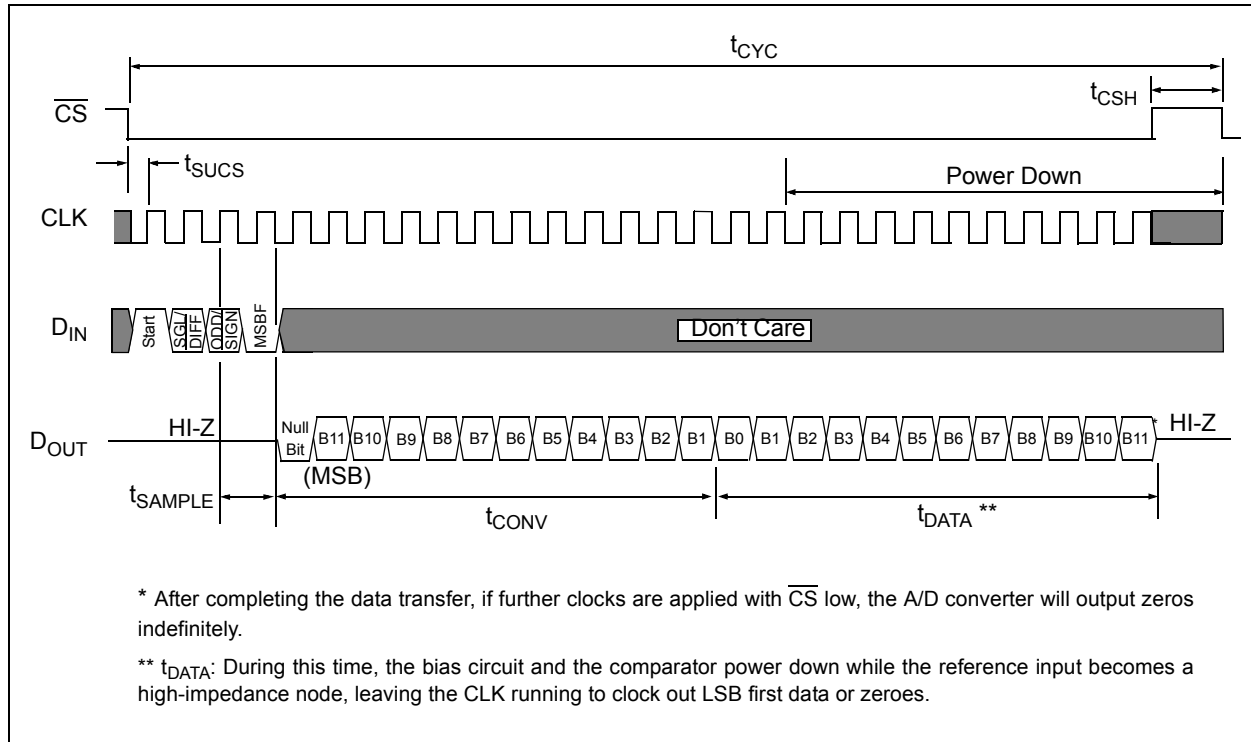 tCYC
tCSH
CS
tSUCS
Power Down
CLK
DIN
Start
SGL/
DIFF
ODD/
SIGN
MSBF
Don't Care
HI-Z
DOUT
Null
Bit
B11 B10 B9 B8 B7 B6 B5 B4 B3 B2 B1 B0 B1 B2 B3 B4 B5 B6 B7 B8 B9 B10 B11
* HI-Z
(MSB)
tSAMPLE
tCONV
tDATA **
* After completing the data transfer, if further clocks are applied with CS low, the A/D converter will output zeros
indefinitely.
** tDATA: During this time, the bias circuit and the comparator power down while the reference input becomes a
high-impedance node, leaving the CLK running to clock out LSB first data or zeroes.